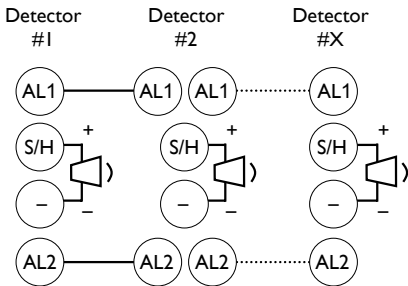 Detector Detector Detector
#1 #2 #X
AL1 AL1 AL1 AL1
+ + +
S/H S/H S/H
– – –
– – –
AL2 AL2 AL2 AL2